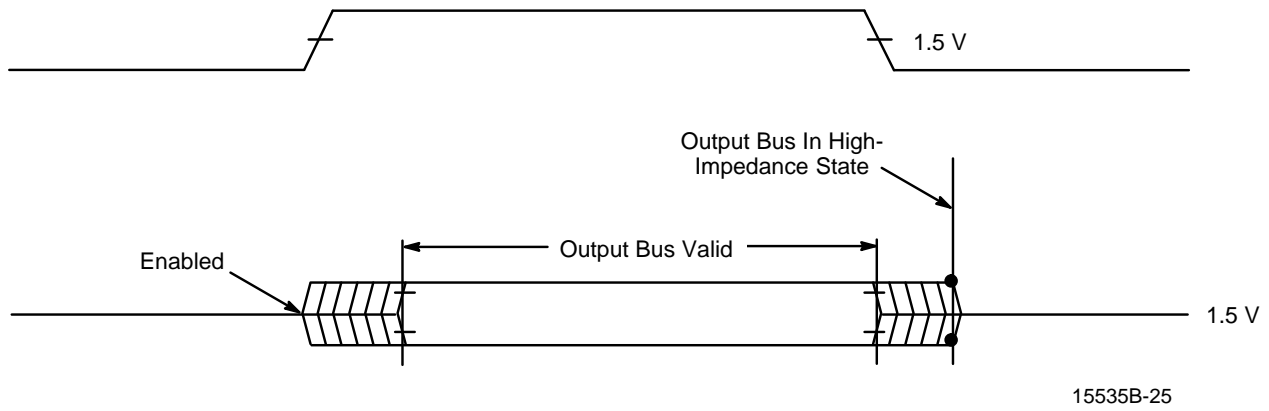 1.5 V
Output Bus In High-
Impedance State
Enabled
Output Bus Valid
1.5 V
15535B-25